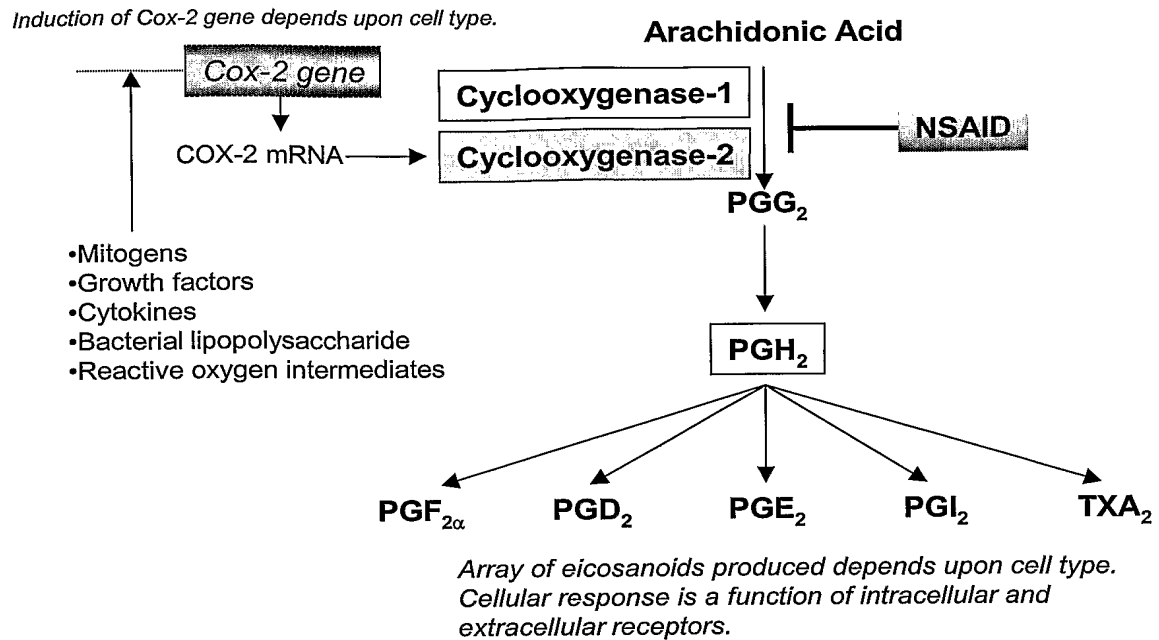 Induction of Cox-2 gene depends upon cell type.
Arachidonic Acid
Cox-2 gene
Cyclooxygenase-1
NSAID
COX-2 mRNA
Cyclooxygenase-2
PGG2
•Mitogens
•Growth factors
•Cytokines
•Bacterial lipopolysaccharide
•Reactive oxygen intermediates
PGH2
PGF2α
PGD2
PGE2
PGI2
TXA2
Array of eicosanoids produced depends upon cell type.
Cellular response is a function of intracellular and
extracellular receptors.